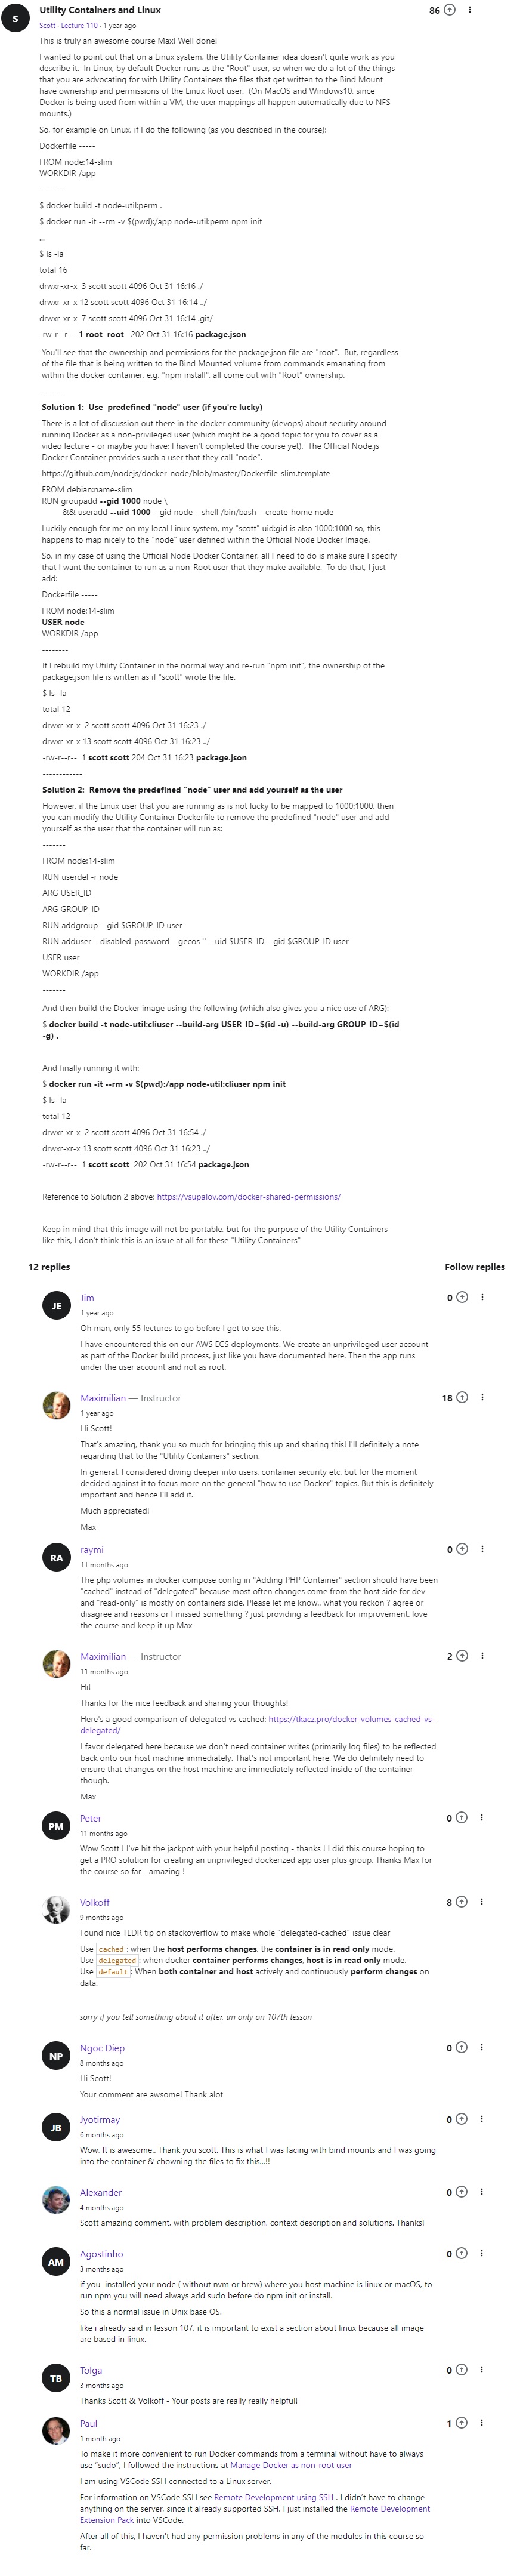 S
Utility Containers and Linux
86
Scott · Lecture 110 · 1 year ago
This is truly an awesome course Max! Well done!
I wanted to point out that on a Linux system, the Utility Container idea doesn't quite work as you
describe it.  In Linux, by default Docker runs as the "Root" user, so when we do a lot of the things
that you are advocating for with Utility Containers the files that get written to the Bind Mount
have ownership and permissions of the Linux Root user.  (On MacOS and Windows10, since
Docker is being used from within a VM, the user mappings all happen automatically due to NFS
mounts.)
So, for example on Linux, if I do the following (as you described in the course):
Dockerfile -----
FROM node:14-slim
WORKDIR /app
--------
$ docker build -t node-util:perm .
$ docker run -it --rm -v $(pwd):/app node-util:perm npm init
...
$ ls -la
total 16
drwxr-xr-x  3 scott scott 4096 Oct 31 16:16 ./
drwxr-xr-x 12 scott scott 4096 Oct 31 16:14 ../
drwxr-xr-x  7 scott scott 4096 Oct 31 16:14 .git/
-rw-r--r--  1 root  root   202 Oct 31 16:16 package.json
You'll see that the ownership and permissions for the package.json file are "root".  But, regardless
of the file that is being written to the Bind Mounted volume from commands emanating from
within the docker container, e.g. "npm install", all come out with "Root" ownership.
-------
Solution 1:  Use  predefined "node" user (if you're lucky)
There is a lot of discussion out there in the docker community (devops) about security around
running Docker as a non-privileged user (which might be a good topic for you to cover as a
video lecture - or maybe you have; I haven't completed the course yet).  The Official Node.js
Docker Container provides such a user that they call "node".
https://github.com/nodejs/docker-node/blob/master/Dockerfile-slim.template
FROM debian:name-slim
RUN groupadd --gid 1000 node \
&& useradd --uid 1000 --gid node --shell /bin/bash --create-home node
Luckily enough for me on my local Linux system, my "scott" uid:gid is also 1000:1000 so, this
happens to map nicely to the "node" user defined within the Official Node Docker Image.
So, in my case of using the Official Node Docker Container, all I need to do is make sure I specify
that I want the container to run as a non-Root user that they make available.  To do that, I just
add:
Dockerfile -----
FROM node:14-slim
USER node
WORKDIR /app
--------
If I rebuild my Utility Container in the normal way and re-run "npm init", the ownership of the
package.json file is written as if "scott" wrote the file.
$ ls -la
total 12
drwxr-xr-x  2 scott scott 4096 Oct 31 16:23 ./
drwxr-xr-x 13 scott scott 4096 Oct 31 16:23 ../
-rw-r--r--  1 scott scott 204 Oct 31 16:23 package.json
------------
Solution 2:  Remove the predefined "node" user and add yourself as the user
However, if the Linux user that you are running as is not lucky to be mapped to 1000:1000, then
you can modify the Utility Container Dockerfile to remove the predefined "node" user and add
yourself as the user that the container will run as:
-------
FROM node:14-slim
RUN userdel -r node
ARG USER_ID
ARG GROUP_ID
RUN addgroup --gid $GROUP_ID user
RUN adduser --disabled-password --gecos '' --uid $USER_ID --gid $GROUP_ID user
USER user
WORKDIR /app
-------
And then build the Docker image using the following (which also gives you a nice use of ARG):
$ docker build -t node-util:cliuser --build-arg USER_ID=$(id -u) --build-arg GROUP_ID=$(id
-g) .
And finally running it with:
$ docker run -it --rm -v $(pwd):/app node-util:cliuser npm init
$ ls -la
total 12
drwxr-xr-x  2 scott scott 4096 Oct 31 16:54 ./
drwxr-xr-x 13 scott scott 4096 Oct 31 16:23 ../
-rw-r--r--  1 scott scott  202 Oct 31 16:54 package.json
Reference to Solution 2 above: https://vsupalov.com/docker-shared-permissions/
Keep in mind that this image will not be portable, but for the purpose of the Utility Containers
like this, I don't think this is an issue at all for these "Utility Containers"
12 replies
Follow replies
JE
Jim
0
1 year ago
Oh man, only 55 lectures to go before I get to see this.
I have encountered this on our AWS ECS deployments. We create an unprivileged user account
as part of the Docker build process, just like you have documented here. Then the app runs
under the user account and not as root.
Maximilian — Instructor
18
1 year ago
Hi Scott!
That's amazing, thank you so much for bringing this up and sharing this! I'll definitely a note
regarding that to the "Utility Containers" section.
In general, I considered diving deeper into users, container security etc. but for the moment
decided against it to focus more on the general "how to use Docker" topics. But this is definitely
important and hence I'll add it.
Much appreciated!
Max
RA
raymi
0
11 months ago
The php volumes in docker compose config in "Adding PHP Container" section should have been
"cached" instead of "delegated" because most often changes come from the host side for dev
and "read-only" is mostly on containers side. Please let me know.. what you reckon ? agree or
disagree and reasons or I missed something ? just providing a feedback for improvement. love
the course and keep it up Max
Maximilian — Instructor
2
11 months ago
Hi!
Thanks for the nice feedback and sharing your thoughts!
Here's a good comparison of delegated vs cached: https://tkacz.pro/docker-volumes-cached-vs-
delegated/
I favor delegated here because we don't need container writes (primarily log files) to be reflected
back onto our host machine immediately. That's not important here. We do definitely need to
ensure that changes on the host machine are immediately reflected inside of the container
though.
Max
PM
Peter
0
11 months ago
Wow Scott ! I've hit the jackpot with your helpful posting - thanks ! I did this course hoping to
get a PRO solution for creating an unprivileged dockerized app user plus group. Thanks Max for
the course so far - amazing !
Volkoff
8
9 months ago
Found nice TLDR tip on stackoverflow to make whole "delegated-cached" issue clear
Use cached: when the host performs changes, the container is in read only mode.
Use delegated: when docker container performs changes, host is in read only mode.
Use default: When both container and host actively and continuously perform changes on
data.
sorry if you tell something about it after, im only on 107th lesson
NP
Ngoc Diep
0
8 months ago
Hi Scott!
Your comment are awsome! Thank alot
JB
Jyotirmay
0
6 months ago
Wow, It is awesome.. Thank you scott. This is what I was facing with bind mounts and I was going
into the container & chowning the files to fix this...!!
Alexander
0
4 months ago
Scott amazing comment, with problem description, context description and solutions, Thanks!
AM
Agostinho
0
3 months ago
if you  installed your node ( without nvm or brew) where you host machine is linux or macOS, to
run npm you will need always add sudo before do npm init or install.
So this a normal issue in Unix base OS.
like i already said in lesson 107, it is important to exist a section about linux because all image
are based in linux.
TB
Tolga
0
3 months ago
Thanks Scott & Volkoff - Your posts are really really helpful!
Paul
1
1 month ago
To make it more convenient to run Docker commands from a terminal without have to always
use "sudo", I followed the instructions at Manage Docker as non-root user
I am using VSCode SSH connected to a Linux server.
For information on VSCode SSH see Remote Development using SSH . I didn't have to change
anything on the server, since it already supported SSH. I just installed the Remote Development
Extension Pack into VSCode.
After all of this, I haven't had any permission problems in any of the modules in this course so
far.